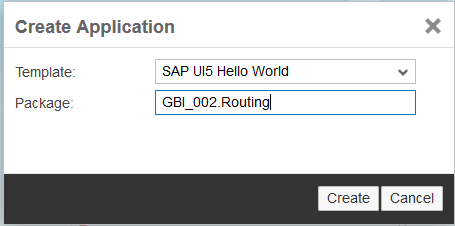 Create Application
Template: SAP UI5 Hello World
Package: GBI_002.Routing
Create Cancel